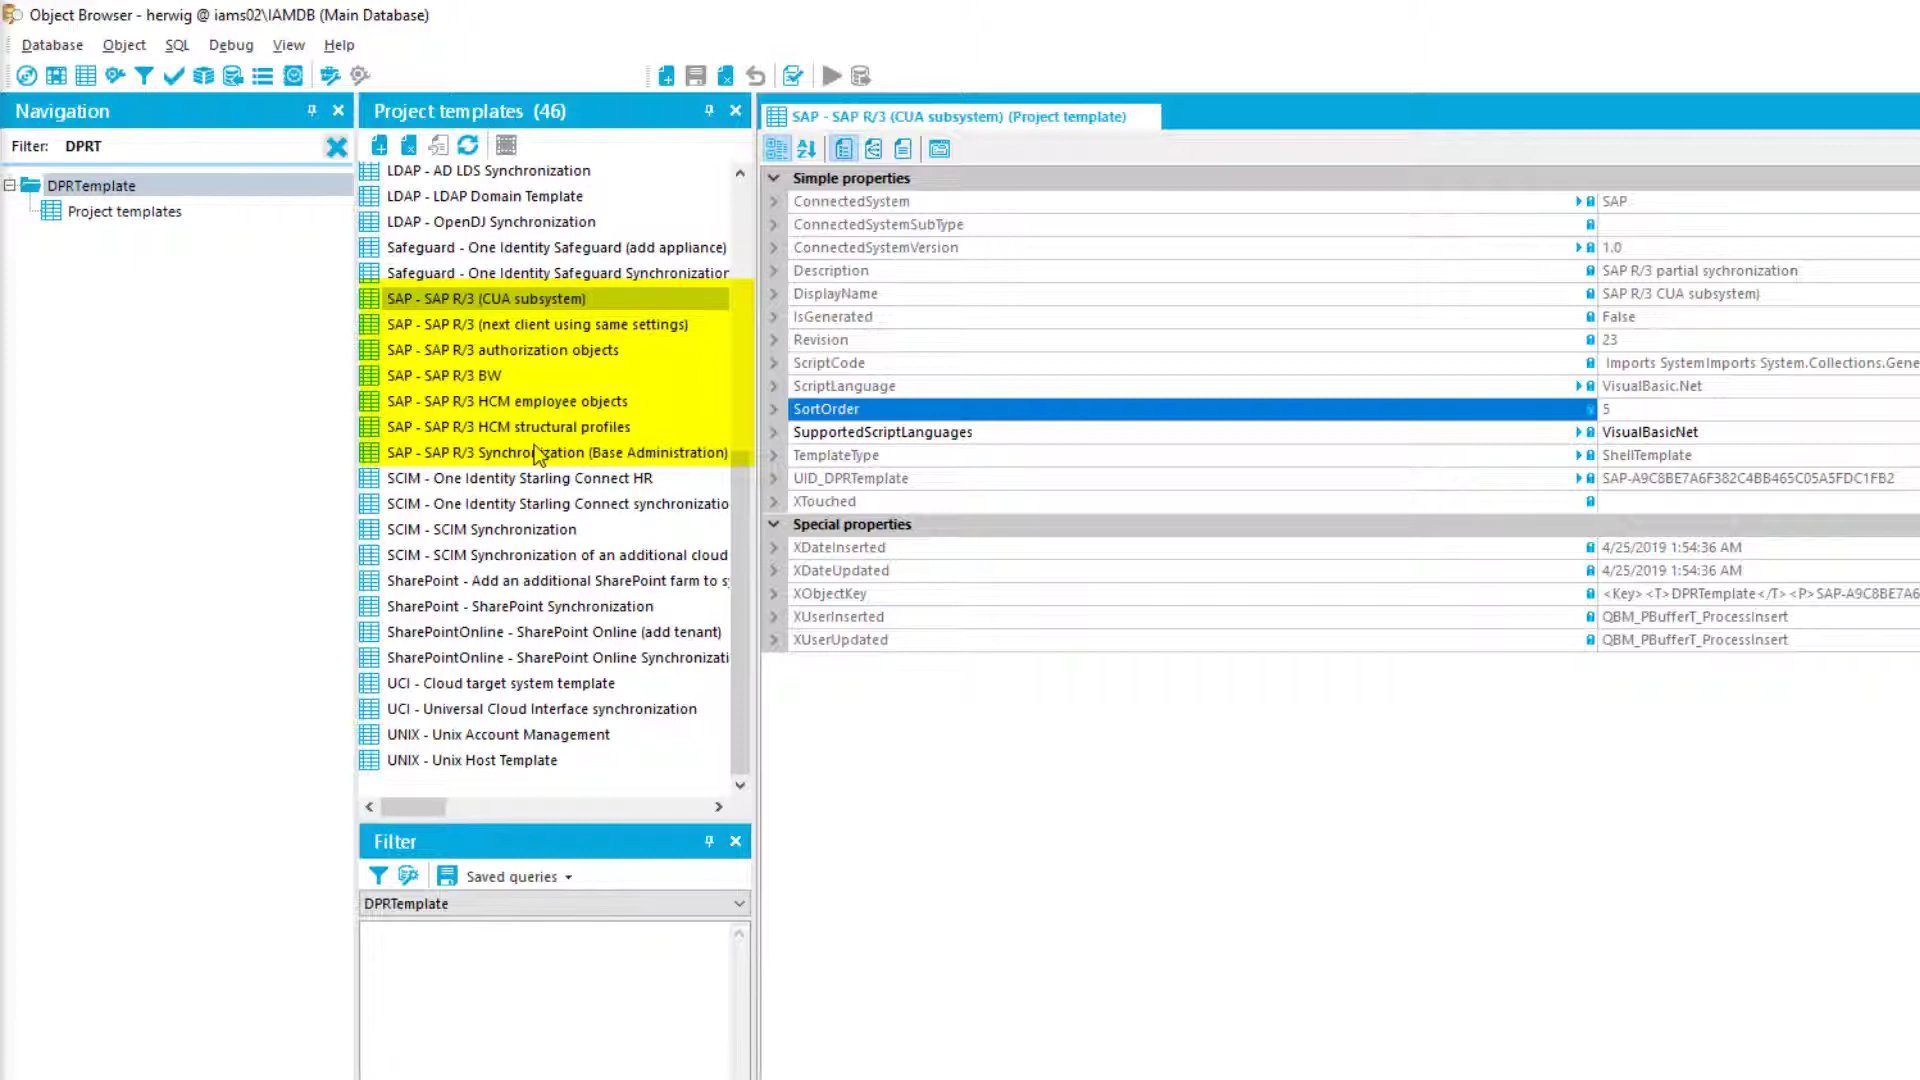 Object Browser - herwig @ iams02\IAMDB (Main Database)
Database Object SQL Debug View Help
Navigation
Filter: DPRT
DPRTemplate
Project templates
Project templates (46)
LDAP - AD LDS Synchronization
LDAP - LDAP Domain Template
LDAP - OpenDJ Synchronization
Safeguard - One Identity Safeguard (add appliance)
Safeguard - One Identity Safeguard Synchronization
SAP - SAP R/3 (CUA subsystem)
SAP - SAP R/3 (next client using same settings)
SAP - SAP R/3 authorization objects
SAP - SAP R/3 BW
SAP - SAP R/3 HCM employee objects
SAP - SAP R/3 HCM structural profiles
SAP - SAP R/3 Synchronization (Base Administration)
SCIM - One Identity Starling Connect HR
SCIM - One Identity Starling Connect synchronizatio
SCIM - SCIM Synchronization
SCIM - SCIM Synchronization of an additional cloud
SharePoint - Add an additional SharePoint farm to s
SharePoint - SharePoint Synchronization
SharePointOnline - SharePoint Online (add tenant)
SharePointOnline - SharePoint Online Synchronizati
UCI - Cloud target system template
UCI - Universal Cloud Interface synchronization
UNIX - Unix Account Management
UNIX - Unix Host Template
Filter
Saved queries
DPRTemplate
SAP - SAP R/3 (CUA subsystem) (Project template)
Simple properties
ConnectedSystem SAP
ConnectedSystemSubType
ConnectedSystemVersion 1.0
Description SAP R/3 partial sychronization
DisplayName SAP R/3 CUA subsystem)
IsGenerated False
Revision 23
ScriptCode Imports SystemImports System.Collections.Gene
ScriptLanguage VisualBasic.Net
SortOrder 5
SupportedScriptLanguages VisualBasicNet
TemplateType ShellTemplate
UID_DPRTemplate SAP-A9C8BE7A6F382C4BB465C05A5FDC1FB2
XTouched
Special properties
XDateInserted 4/25/2019 1:54:36 AM
XDateUpdated 4/25/2019 1:54:36 AM
XObjectKey <Key><T>DPRTemplate</T><P>SAP-A9C8BE7A6
XUserInserted QBM_PBufferT_ProcessInsert
XUserUpdated QBM_PBufferT_ProcessInsert